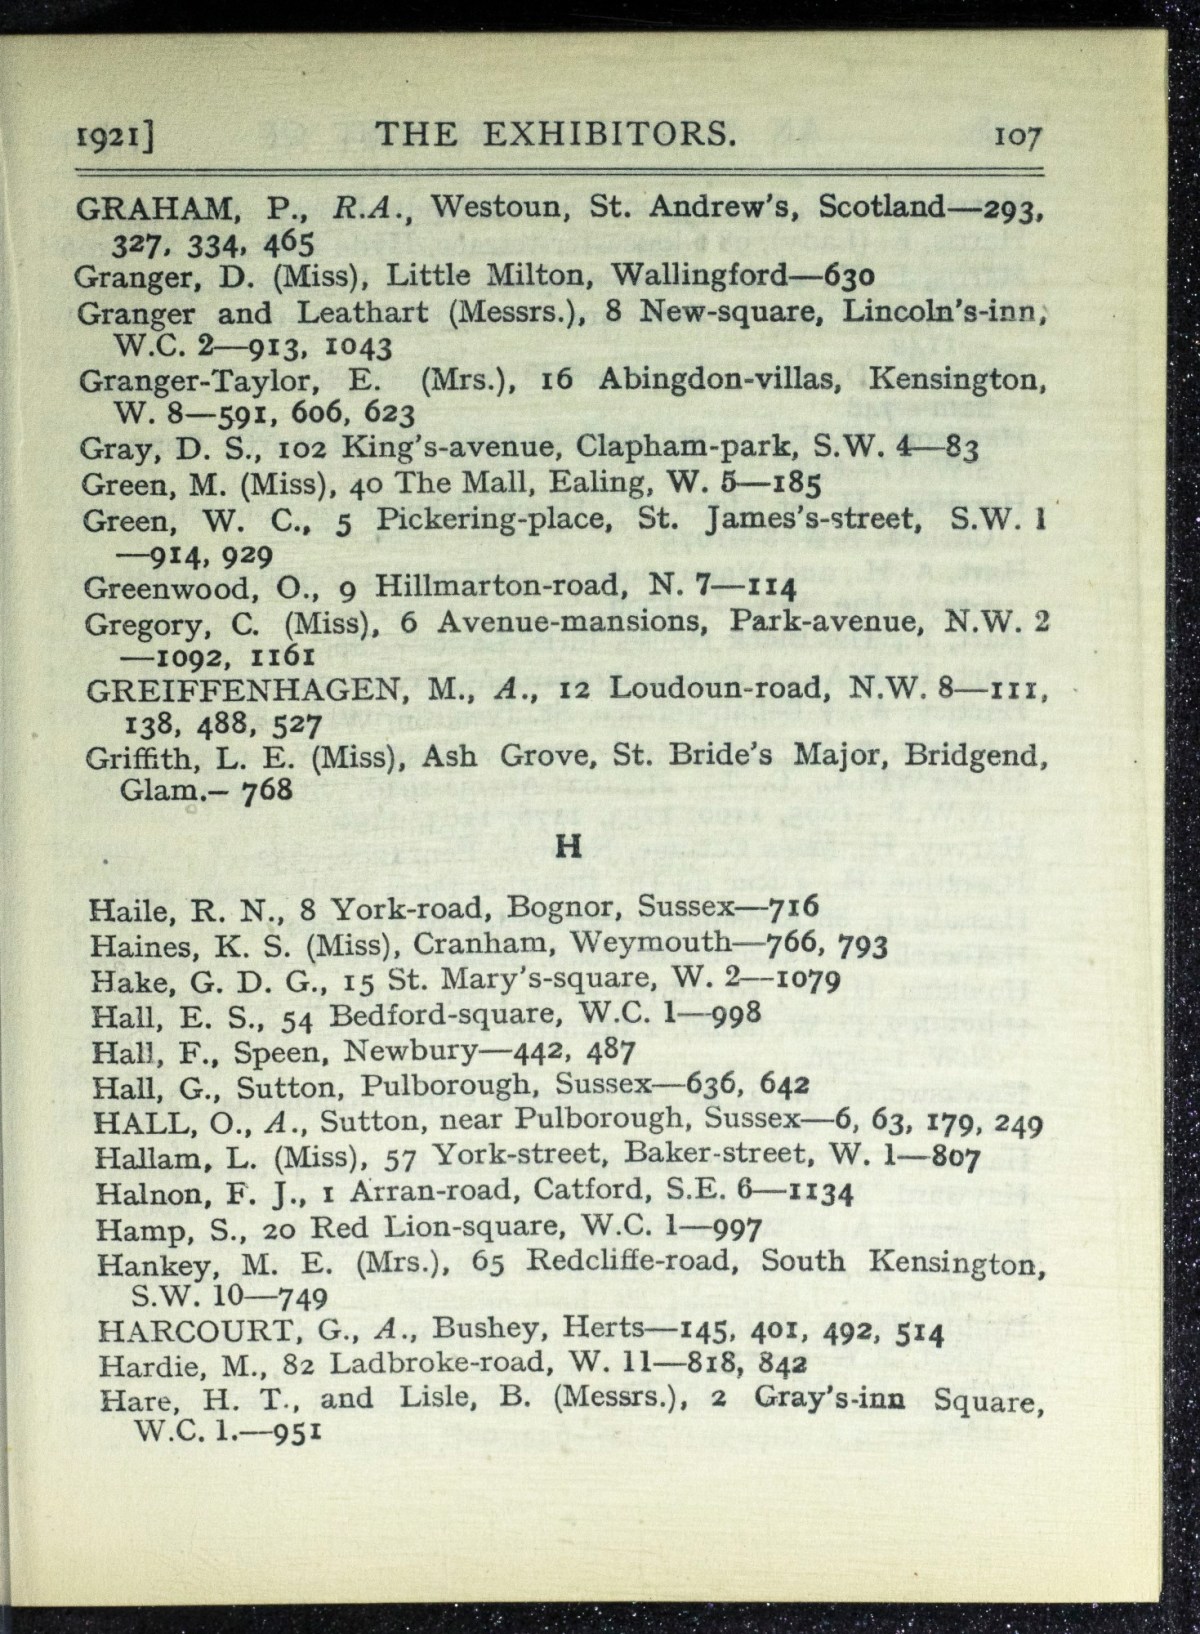 1921] THE EXHIBITORS. 107
GRAHAM, P., R.A., Westoun, St. Andrew's, Scotland—293,
327, 334, 465
Granger, D. (Miss), Little Milton, Wallingford—630
Granger and Leathart (Messrs.), 8 New-square, Lincoln's-inn,
W.C. 2—913, 1043
Granger-Taylor, E. (Mrs.), 16 Abingdon-villas, Kensington,
W. 8—591, 606, 623
Gray, D. S., 102 King's-avenue, Clapham-park, S.W. 4—83
Green, M. (Miss), 40 The Mall, Ealing, W. 5—185
Green, W. C., 5 Pickering-place, St. James's-street, S.W. 1
—914, 929
Greenwood, O., 9 Hillmarton-road, N. 7—114
Gregory, C. (Miss), 6 Avenue-mansions, Park-avenue, N.W. 2
—1092, 1161
GREIFFENHAGEN, M., A., 12 Loudoun-road, N.W. 8—111,
138, 488, 527
Griffith, L. E. (Miss), Ash Grove, St. Bride's Major, Bridgend,
Glam.— 768
H
Haile, R. N., 8 York-road, Bognor, Sussex—716
Haines, K. S. (Miss), Cranham, Weymouth—766, 793
Hake, G. D. G., 15 St. Mary's-square, W. 2—1079
Hall, E. S., 54 Bedford-square, W.C. 1—998
Hall, F., Speen, Newbury—442, 487
Hall, G., Sutton, Pulborough, Sussex—636, 642
HALL, O., A., Sutton, near Pulborough, Sussex—6, 63, 179, 249
Hallam, L. (Miss), 57 York-street, Baker-street, W. 1—807
Halnon, F. J., 1 Arran-road, Catford, S.E. 6—1134
Hamp, S., 20 Red Lion-square, W.C. 1—997
Hankey, M. E. (Mrs.), 65 Redcliffe-road, South Kensington,
S.W. 10—749
HARCOURT, G., A., Bushey, Herts—145, 401, 492, 514
Hardie, M., 82 Ladbroke-road, W. 11—818, 842
Hare, H. T., and Lisle, B. (Messrs.), 2 Gray's-inn Square,
W.C. 1.—951